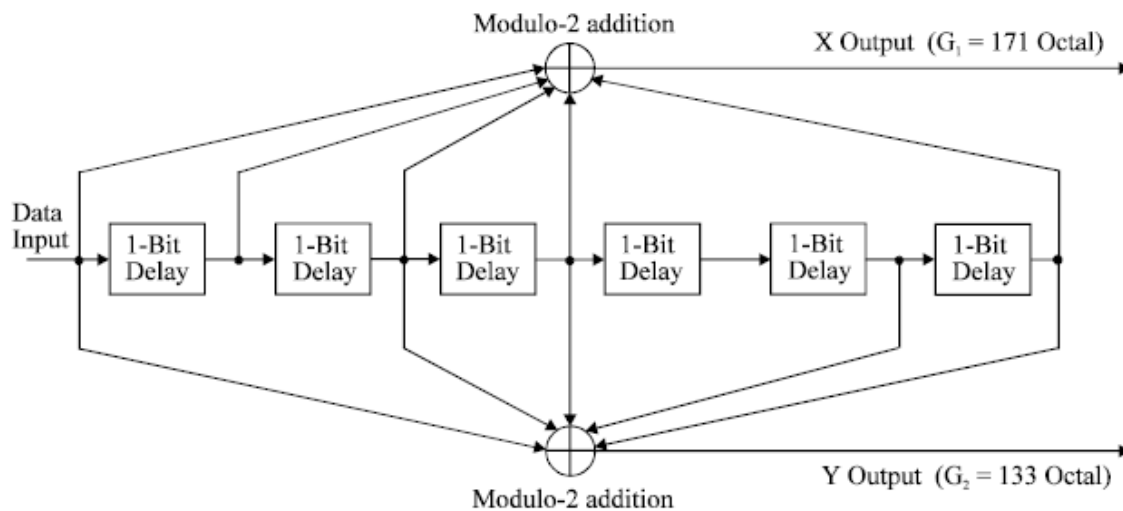 Modulo-2 addition
X Output (G₁ = 171 Octal)
Data
Input
1-Bit
Delay
1-Bit
Delay
1-Bit
Delay
1-Bit
Delay
1-Bit
Delay
1-Bit
Delay
Y Output (G₂ = 133 Octal)
Modulo-2 addition